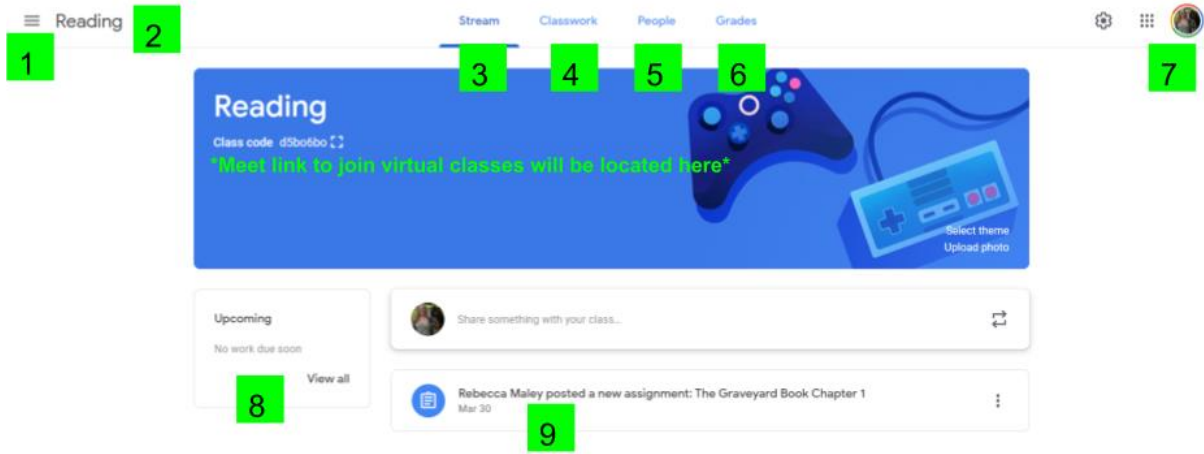 Reading
Stream
Classwork
People
Grades
1
2
3
4
5
6
7
Reading
Class code d5bo6bo
*Meet link to join virtual classes will be located here*
Select theme
Upload photo
Upcoming
No work due soon
View all
8
Share something with your class...
Rebecca Maley posted a new assignment: The Graveyard Book Chapter 1
Mar 30
9